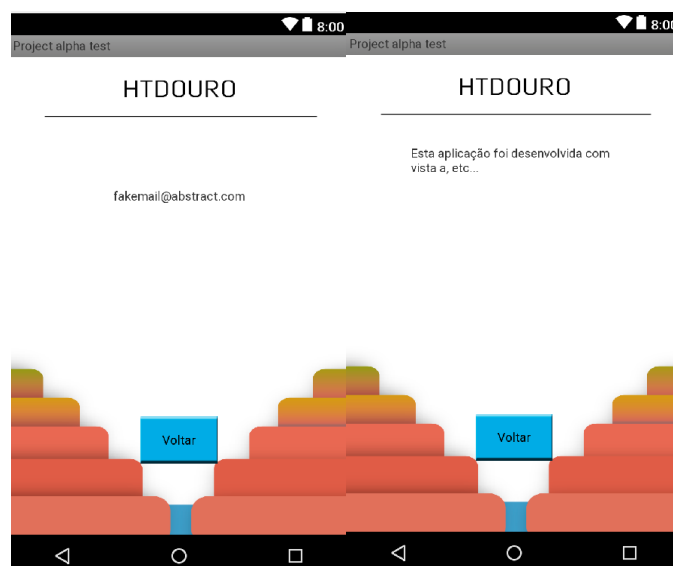 8:00
Project alpha test
HTDOURO
fakemail@abstract.com
Voltar
8:00
Project alpha test
HTDOURO
Esta aplicação foi desenvolvida com
vista a, etc...
Voltar